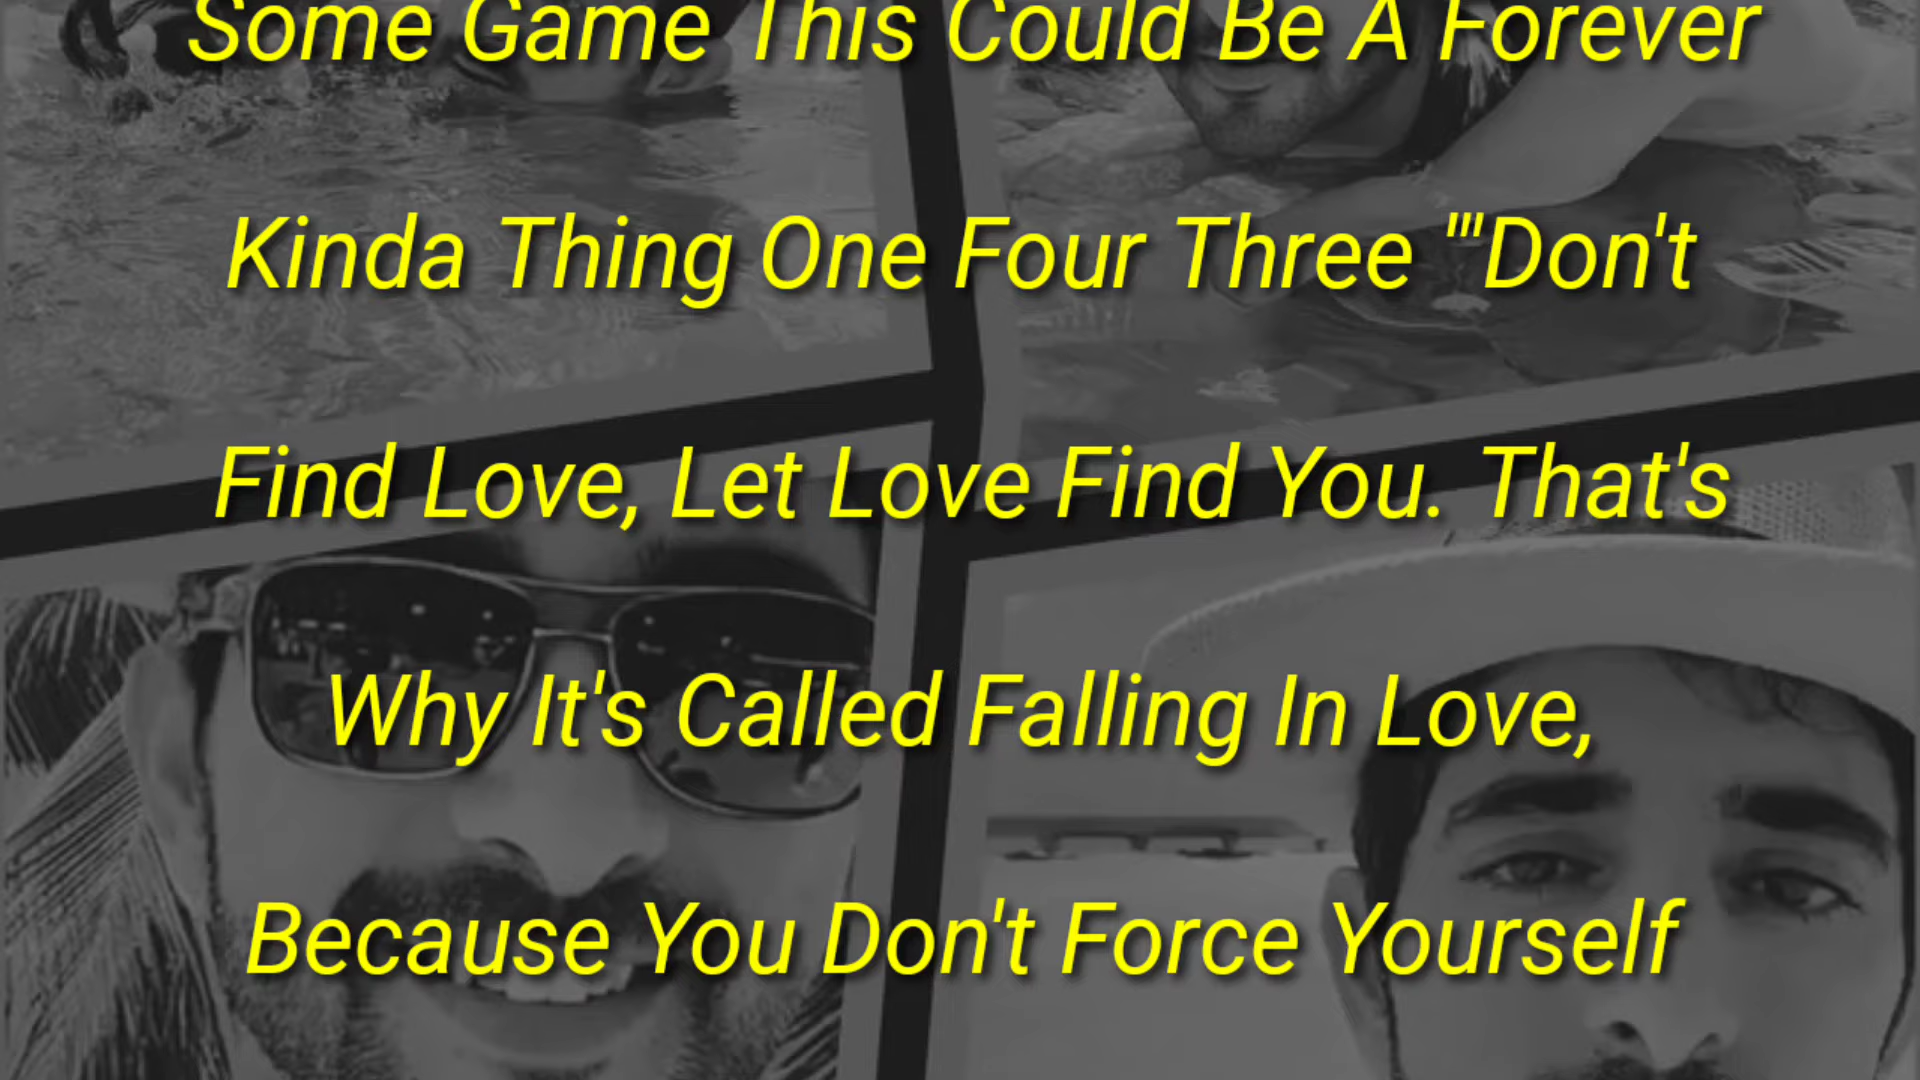 Some Game This Could Be A Forever
Kinda Thing One Four Three "'Don't
Find Love, Let Love Find You. That's
Why It's Called Falling In Love,
Because You Don't Force Yourself